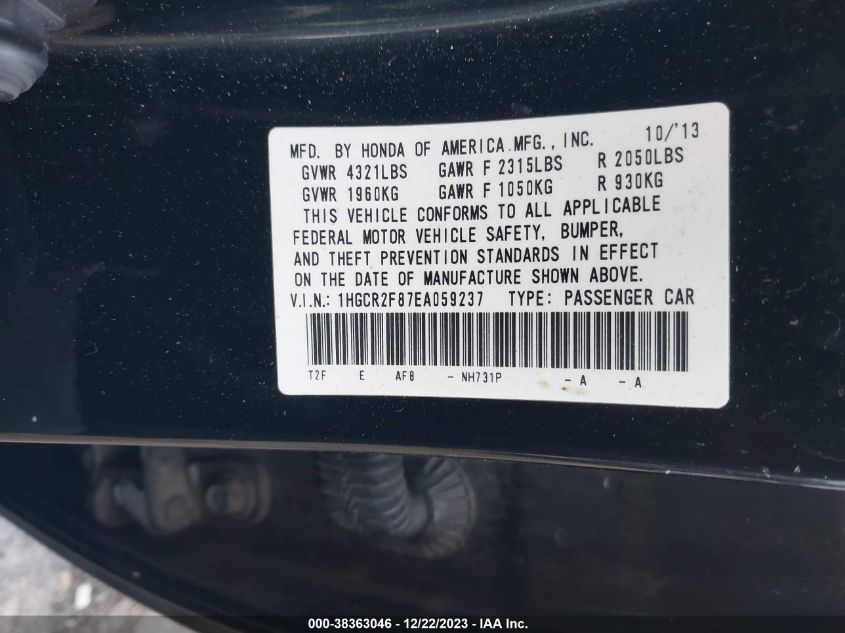 MFD. BY HONDA OF AMERICA MFG., INC. 10/'13
GVWR 4321LBS GAWR F 2315LBS R 2050LBS
GVWR 1960KG GAWR F 1050KG R 930KG
THIS VEHICLE CONFORMS TO ALL APPLICABLE
FEDERAL MOTOR VEHICLE SAFETY, BUMPER,
AND THEFT PREVENTION STANDARDS IN EFFECT
ON THE DATE OF MANUFACTURE SHOWN ABOVE.
V.I.N.: 1HGCR2F87EA059237 TYPE: PASSENGER CAR
T2F E AF8 - NH731P - A - A
000-38363046 - 12/22/2023 - IAA Inc.